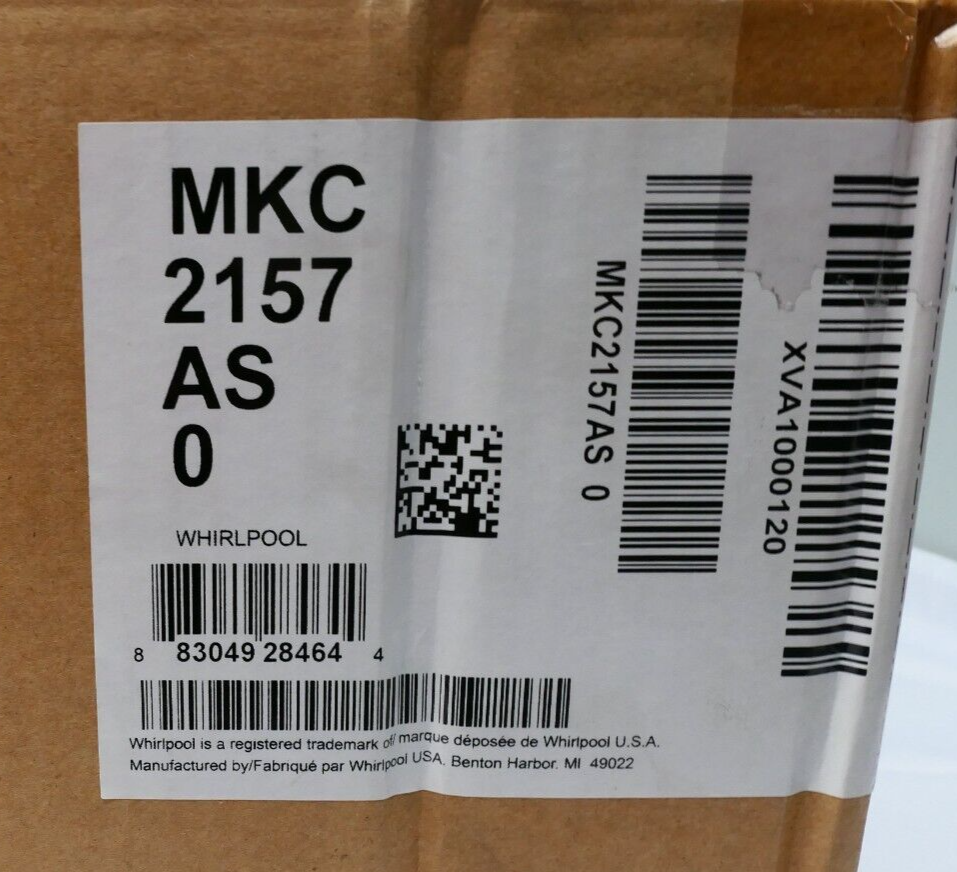 MKC
2157
AS
0
WHIRLPOOL
8 83049 28464 4
Whirlpool is a registered trademark of/ marque déposée de Whirlpool U.S.A.
Manufactured by/Fabriqué par Whirlpool USA, Benton Harbor. MI 49022
MKC2157AS 0
XVA1000120